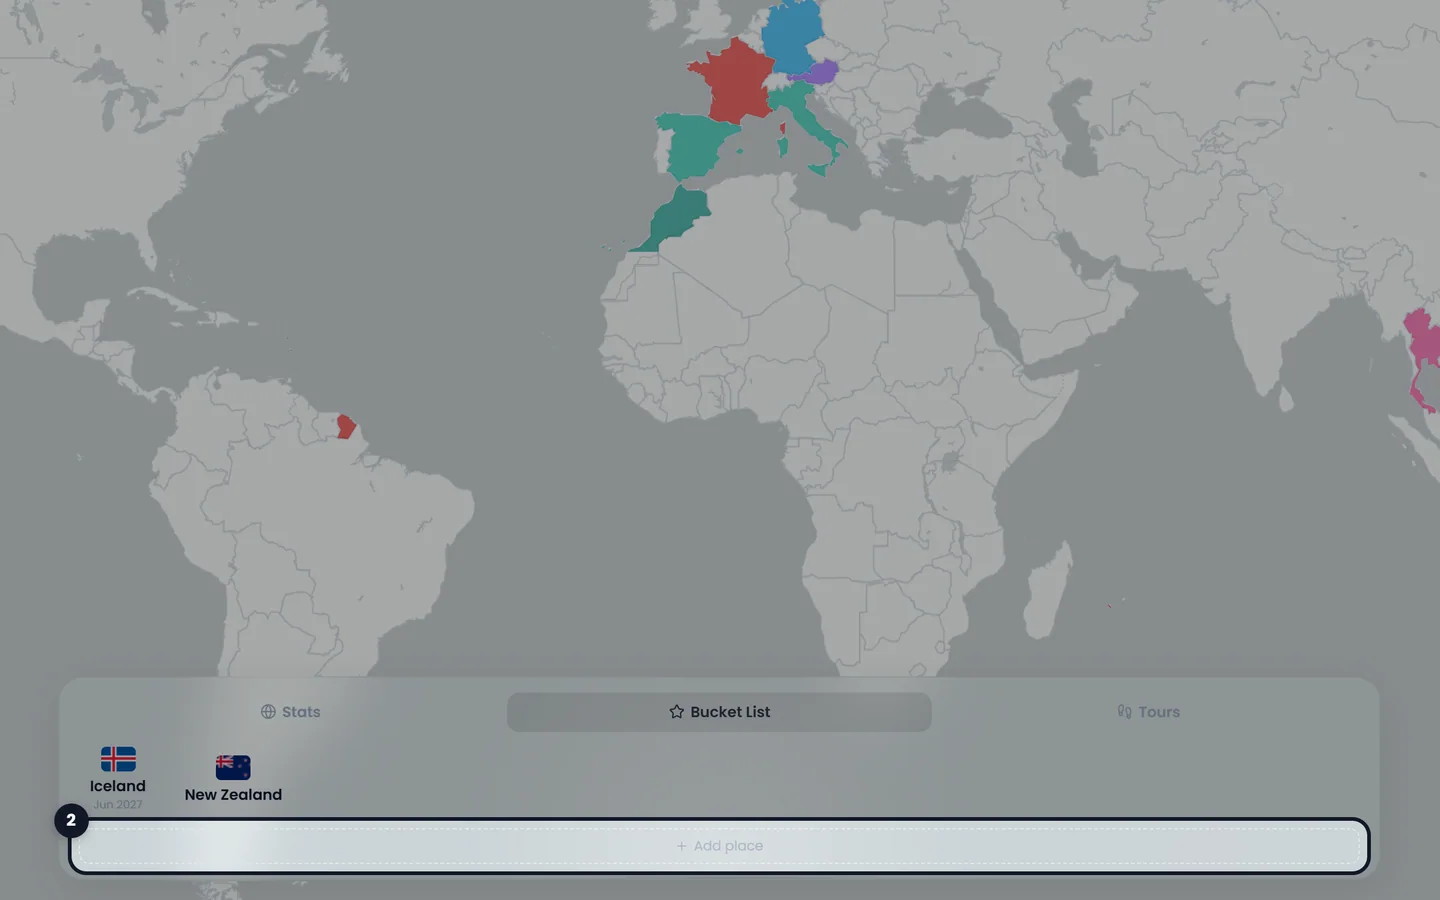 Stats
Bucket List
Tours
Iceland
Jun 2027
New Zealand
2
+ Add place